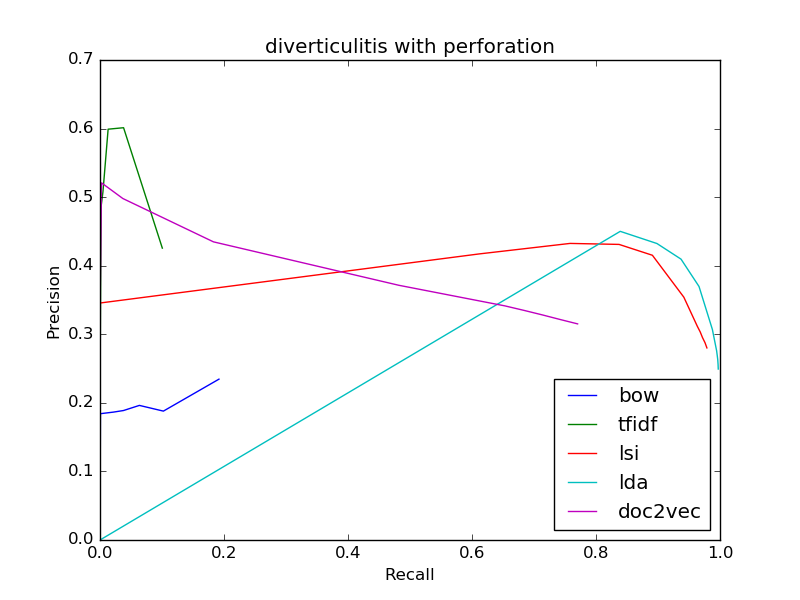 diverticulitis with perforation
0.7
0.6
0.5
0.4
0.3
0.2
0.1
0.0
Precision
bow
tfidf
lsi
lda
doc2vec
0.0 0.2 0.4 0.6 0.8 1.0
Recall